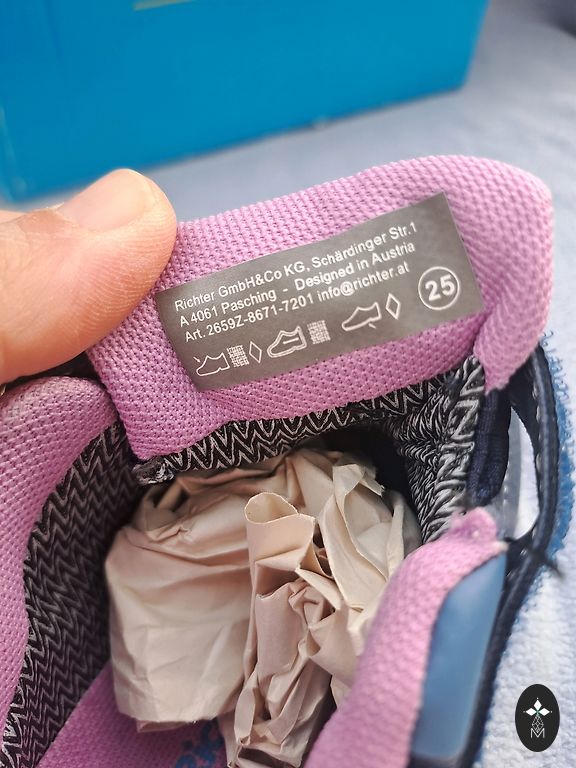 Richter GmbH&Co KG, Schärdinger Str.1
A 4061 Pasching - Designed in Austria
Art. 2659Z-8671-7201 info@richter.at
25
M